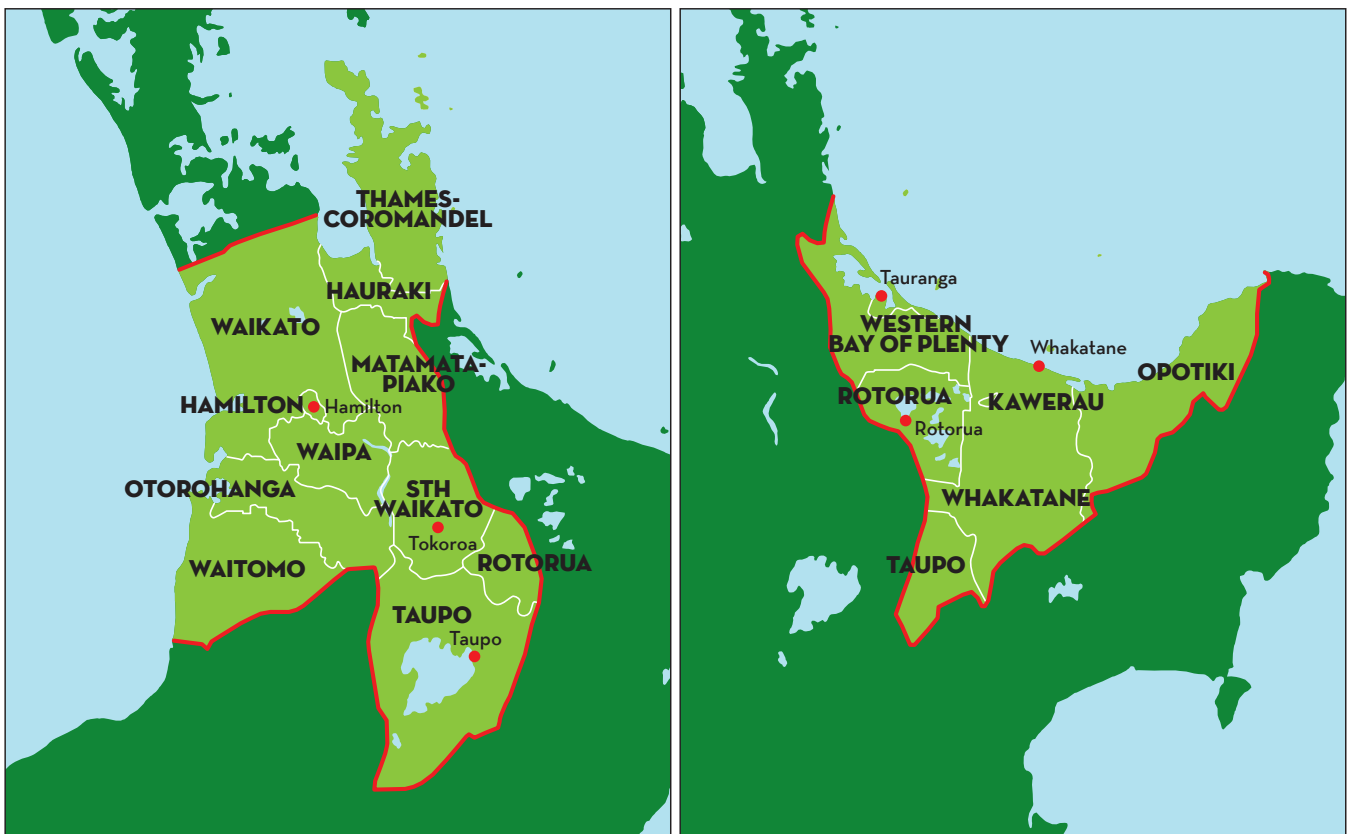 THAMES-
COROMANDEL
HAURAKI
WAIKATO
MATAMATA-
PIAKO
HAMILTON
Hamilton
WAIPA
OTOROHANGA
STH
WAIKATO
Tokoroa
WAITOMO
ROTORUA
TAUPO
Taupo
Tauranga
WESTERN
BAY OF PLENTY
Whakatane
OPOTIKI
ROTORUA
KAWERAU
Rotorua
WHAKATANE
TAUPO